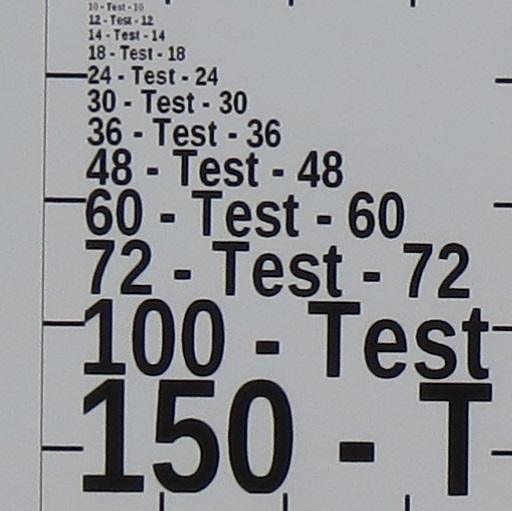 10 - Test - 10
12 - Test - 12
14 - Test - 14
18 - Test - 18
24 - Test - 24
30 - Test - 30
36 - Test - 36
48 - Test - 48
60 - Test - 60
72 - Test - 72
100 - Test
150 - T